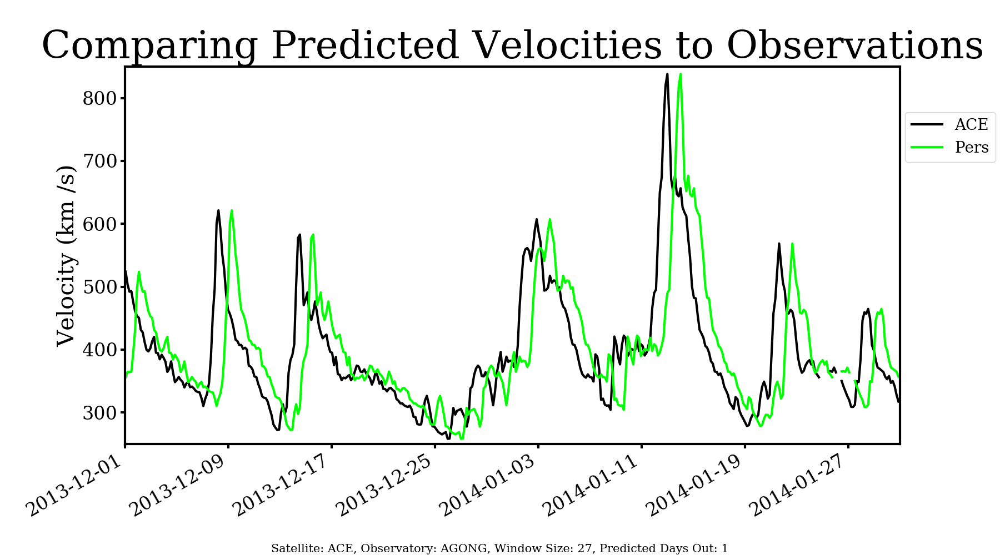 Comparing Predicted Velocities to Observations
Velocity (km /s)
800
700
600
500
400
300
ACE
Pers
2013-12-01
2013-12-09
2013-12-17
2013-12-25
2014-01-03
2014-01-11
2014-01-19
2014-01-27
Satellite: ACE, Observatory: AGONG, Window Size: 27, Predicted Days Out: 1